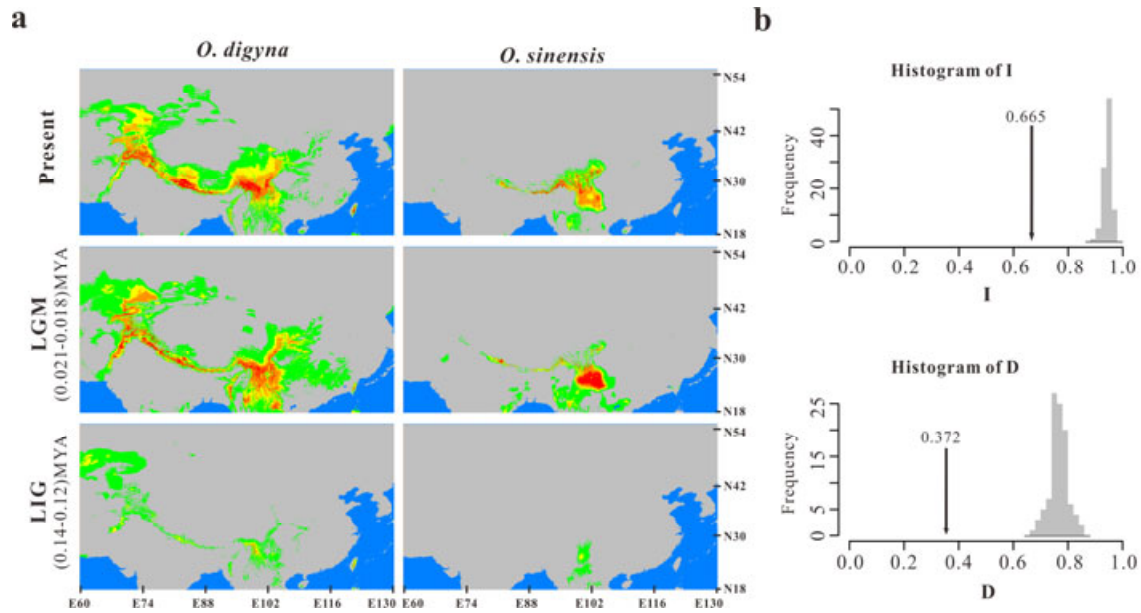 a
b
O. digyna
O. sinensis
Present
N54
N42
N30
N18
LGM
(0.021-0.018)MYA
N54
N42
N30
N18
LIG
(0.14-0.12)MYA
N54
N42
N30
N18
E60 E74 E88 E102 E116 E130
E74 E88 E102 E116 E130
Histogram of I
Frequency
0 20 40
0.665
0.0 0.2 0.4 0.6 0.8 1.0
I
Histogram of D
Frequency
0 5 15 25
0.372
0.0 0.2 0.4 0.6 0.8 1.0
D